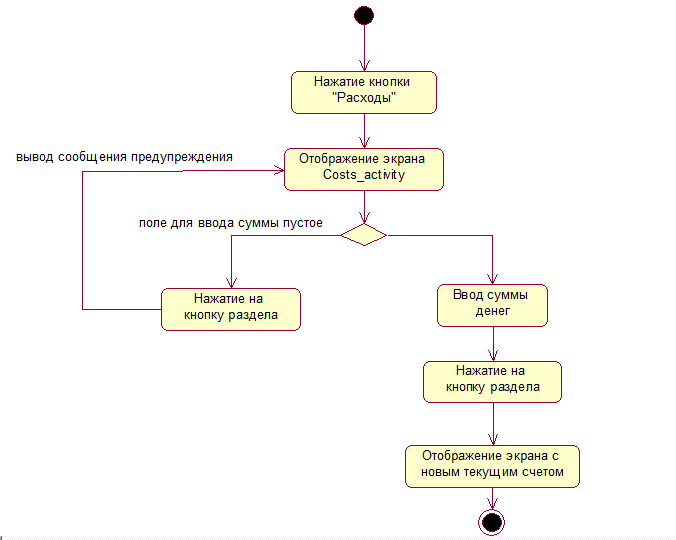 Нажатие кнопки
"Расходы"
вывод сообщения предупреждения
Отображение экрана
Costs_activity
поле для ввода суммы пустое
Нажатие на
кнопку раздела
Ввод суммы
денег
Нажатие на
кнопку раздела
Отображение экрана с
новым текущим счетом